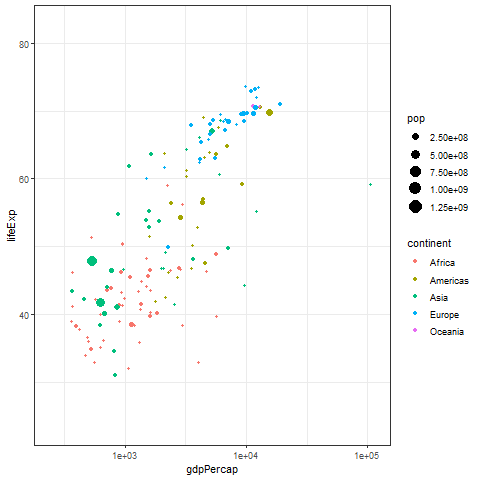 80
60
40
lifeExp
1e+03
1e+04
1e+05
gdpPercap
pop
2.50e+08
5.00e+08
7.50e+08
1.00e+09
1.25e+09
continent
Africa
Americas
Asia
Europe
Oceania